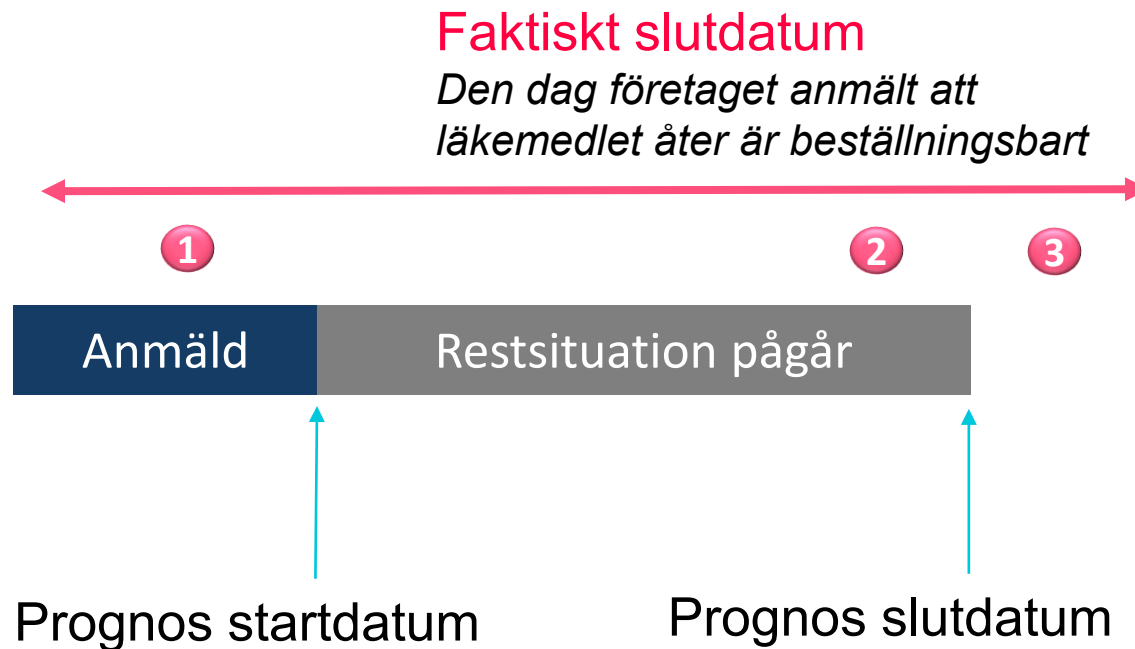 Faktiskt slutdatum
Den dag företaget anmält att
läkemedlet åter är beställningsbart
1
2
3
Anmäld
Restsituation pågår
Prognos startdatum
Prognos slutdatum